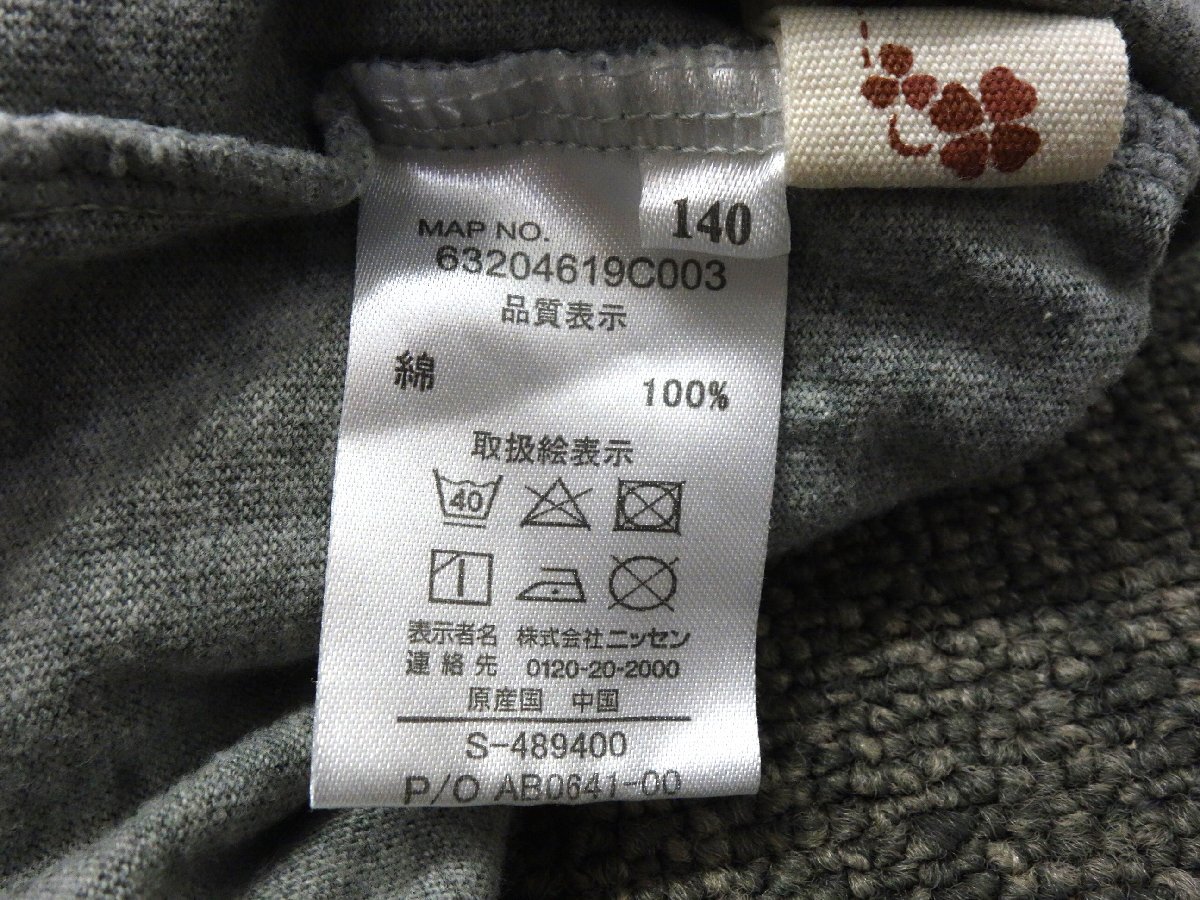 140
MAP NO.
63204619C003
品質表示
綿 100%
取扱絵表示
40
表示者名 株式会社ニッセン
連絡先 0120-20-2000
原産国 中国
S-489400
P/O AB0641-00